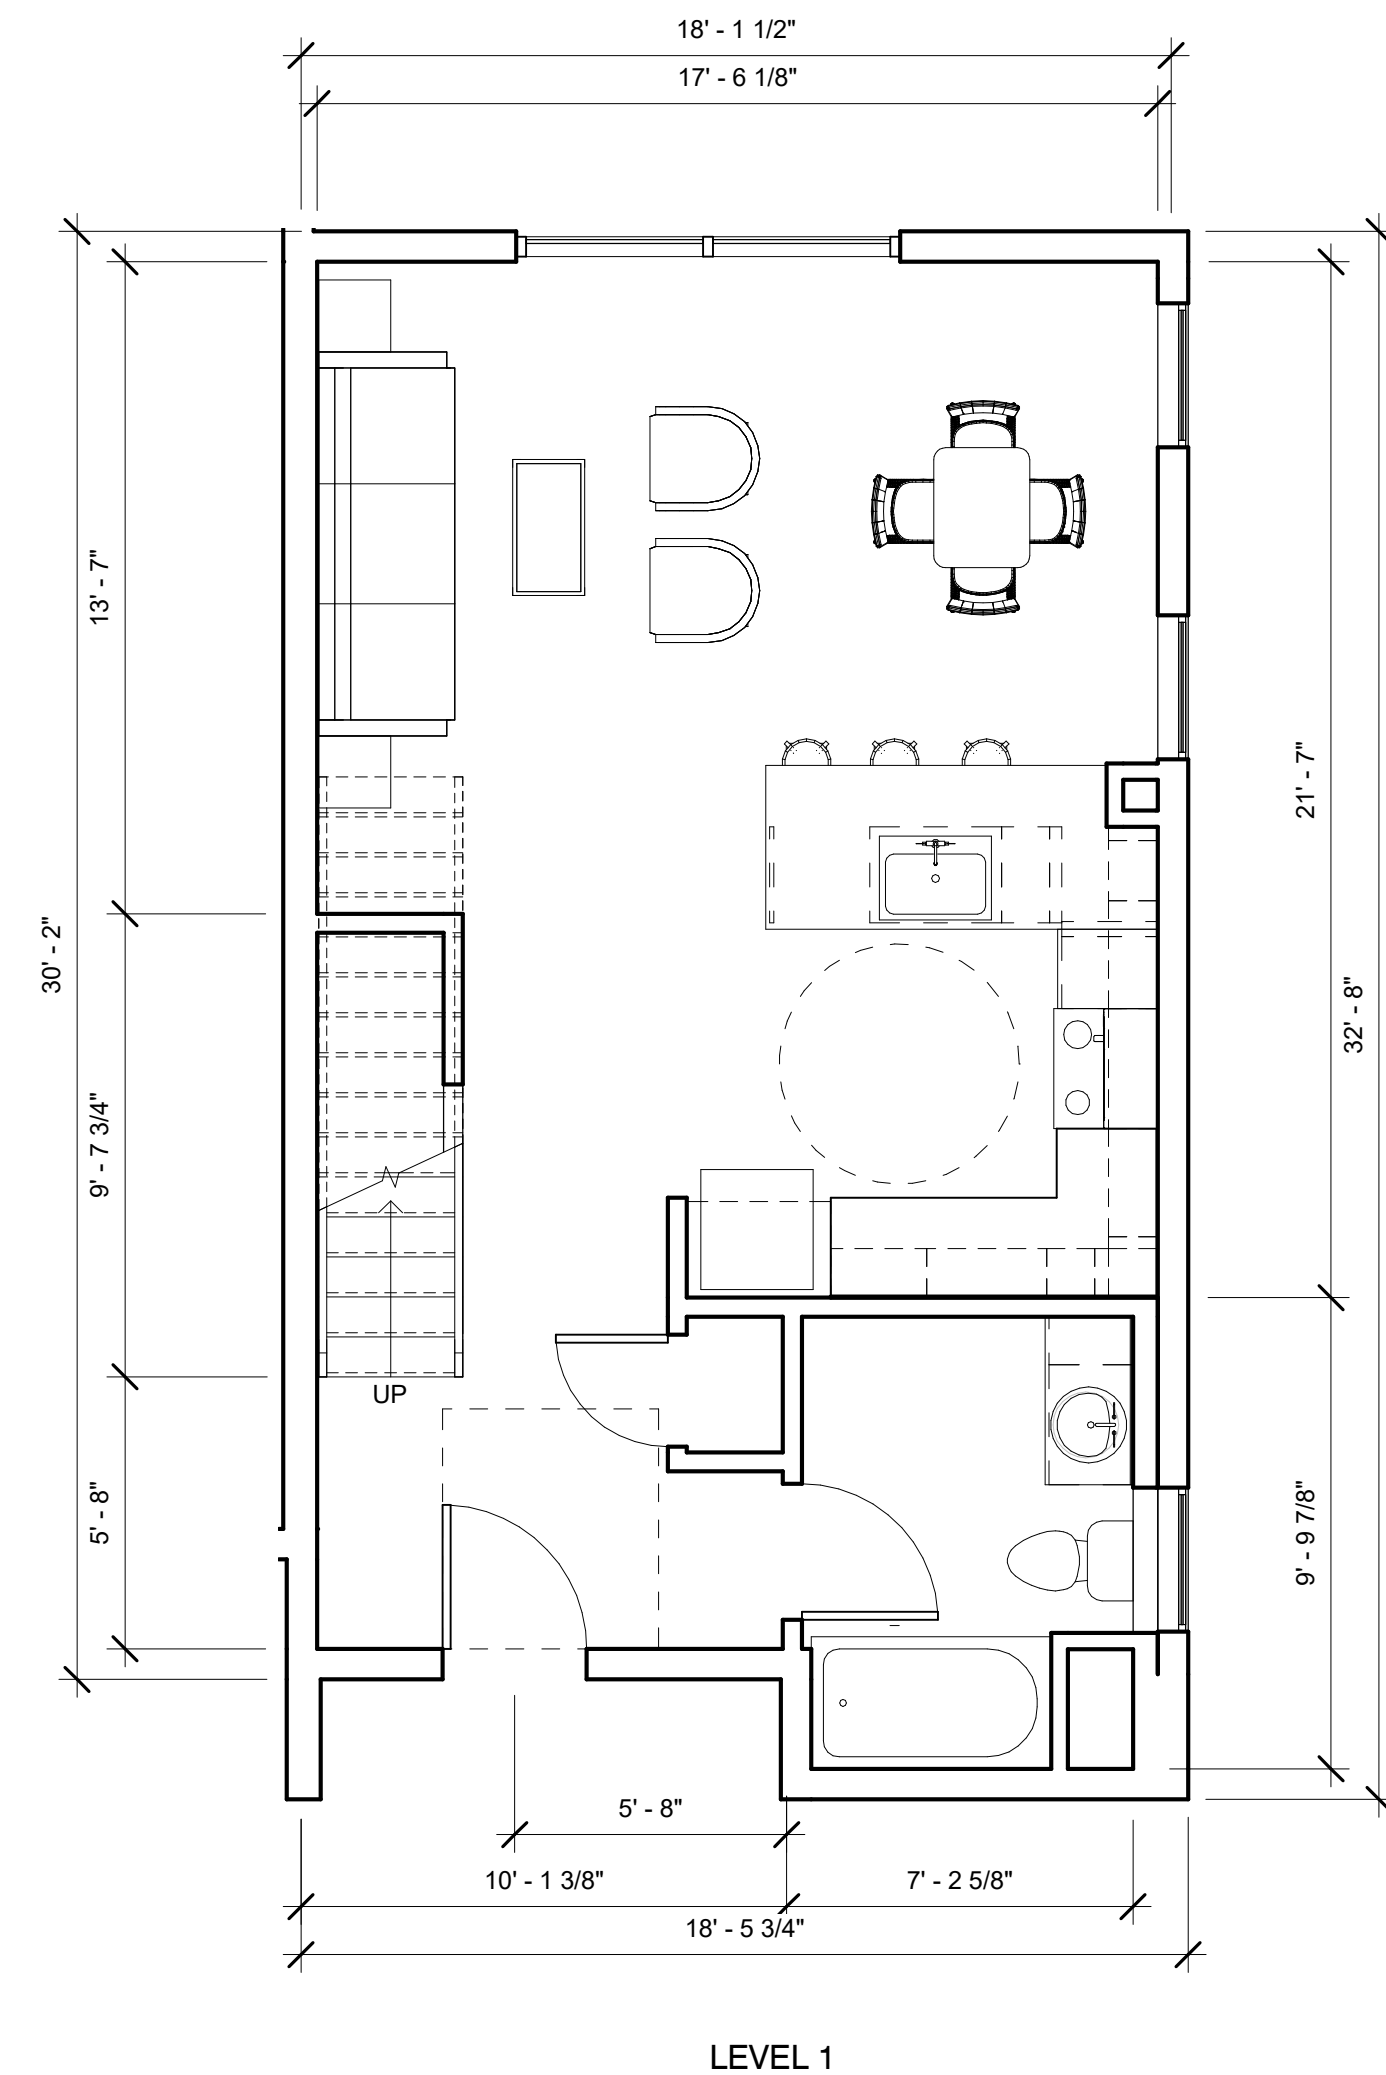 18' - 1 1/2"
17' - 6 1/8"
13' - 7"
21' - 7"
30' - 2"
32' - 8"
9' - 7 3/4"
UP
5' - 8"
9' - 9 7/8"
5' - 8"
10' - 1 3/8"
7' - 2 5/8"
18' - 5 3/4"
LEVEL 1